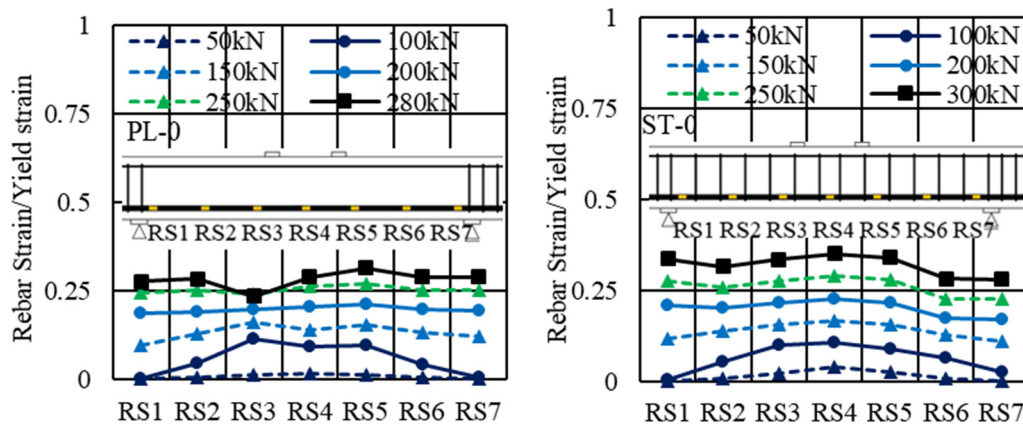 Rebar Strain/Yield strain
1
0.75
0.5
0.25
0
50kN 100kN
150kN 200kN
250kN 280kN
PL-0
RS1 RS2 RS3 RS4 RS5 RS6 RS7
RS1 RS2 RS3 RS4 RS5 RS6 RS7
Rebar Strain/Yield strain
1
0.75
0.5
0.25
0
50kN 100kN
150kN 200kN
250kN 300kN
ST-0
RS1 RS2 RS3 RS4 RS5 RS6 RS7
RS1 RS2 RS3 RS4 RS5 RS6 RS7